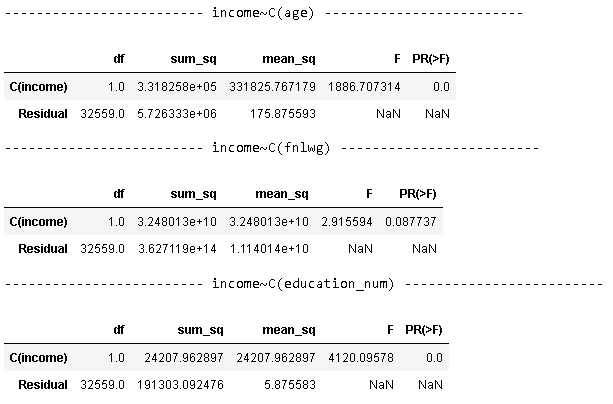 ------------------------ income~C(age) ------------------------
df sum_sq mean_sq F PR(>F)
C(income) 1.0 3.318258e+05 331825.767179 1886.707314 0.0
Residual 32559.0 5.726333e+06 175.875593 NaN NaN
------------------------ income~C(fnlwg) ------------------------
df sum_sq mean_sq F PR(>F)
C(income) 1.0 3.248013e+10 3.248013e+10 2.915594 0.087737
Residual 32559.0 3.627119e+14 1.114014e+10 NaN NaN
------------------------ income~C(education_num) ------------------------
df sum_sq mean_sq F PR(>F)
C(income) 1.0 24207.962897 24207.962897 4120.09578 0.0
Residual 32559.0 191303.092476 5.875583 NaN NaN